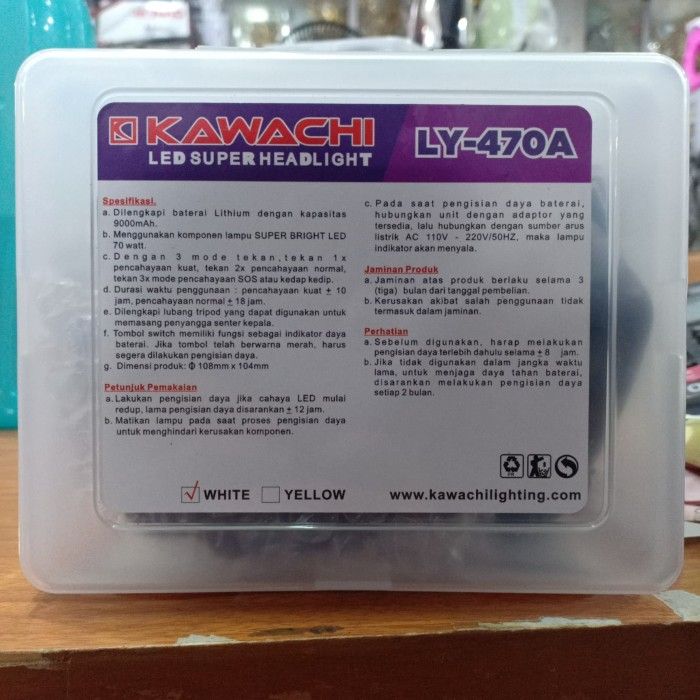 KAWACHI
LED SUPER HEADLIGHT
LY-470A
Spesifikasi.
a. Dilengkapi baterai Lithium dengan kapasitas
9000mAh.
b. Menggunakan komponen lampu SUPER BRIGHT LED
70 watt.
c. Dengan 3 mode tekan, tekan 1x
pencahayaan kuat, tekan 2x pencahayaan normal,
tekan 3x mode pencahayaan SOS atau kedap kedip.
d. Durasi waktu penggunaan : pencahayaan kuat ± 10
jam, pencahayaan normal ± 18 jam.
e. Dilengkapi lubang tripod yang dapat digunakan untuk
memasang penyangga senter kepala.
f. Tombol switch memiliki fungsi sebagai indikator daya
baterai. Jika tombol telah berwarna merah, harus
segera dilakukan pengisian daya.
g. Dimensi produk: Φ 108mm x 104mm
Petunjuk Pemakaian
a. Lakukan pengisian daya jika cahaya LED mulai
redup, lama pengisian daya disarankan ± 12 jam.
b. Matikan lampu pada saat proses pengisian daya
untuk menghindari kerusakan komponen.
c. Pada saat pengisian daya baterai,
hubungkan unit dengan adaptor yang
tersedia, lalu hubungkan dengan sumber arus
listrik AC 110V - 220V/50HZ, maka lampu
indikator akan menyala.
Jaminan Produk
a. Jaminan atas produk berlaku selama 3
(tiga) bulan dari tanggal pembelian.
b. Kerusakan akibat salah penggunaan tidak
termasuk dalam jaminan.
Perhatian
a. Sebelum digunakan, harap melakukan
pengisian daya terlebih dahulu selama ± 8 jam.
b. Jika tidak digunakan dalam jangka waktu
lama, untuk menjaga daya tahan baterai,
disarankan melakukan pengisian daya
setiap 2 bulan.
WHITE YELLOW
www.kawachilighting.com